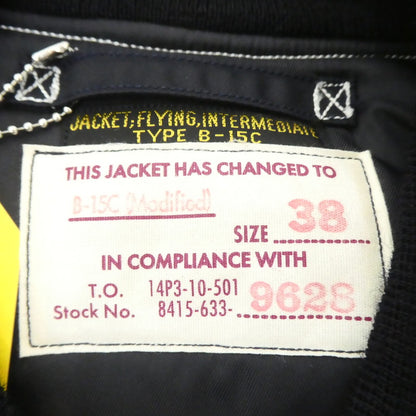 JACKET,FLYING,INTERMEDIATE
TYPE B-15C
THIS JACKET HAS CHANGED TO
B-15C (Modified)
SIZE 38
IN COMPLIANCE WITH
T.O. 14P3-10-501
Stock No. 8415-633-9628